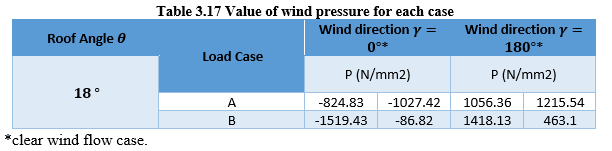 Table 3.17 Value of wind pressure for each case
Roof Angle θ
Load Case
Wind direction γ = 0°*
Wind direction γ = 180°*
P (N/mm2)
P (N/mm2)
18 °
A
-824.83
-1027.42
1056.36
1215.54
B
-1519.43
-86.82
1418.13
463.1
*clear wind flow case.